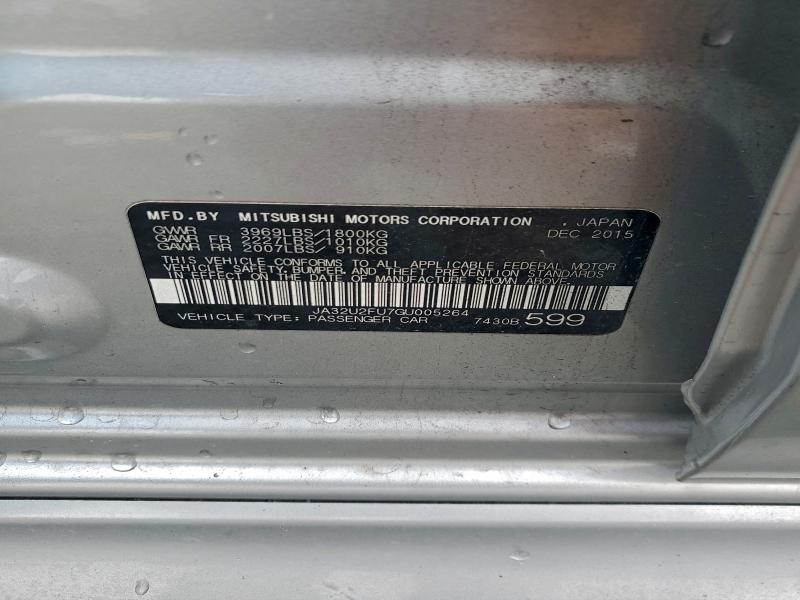 MFD. BY MITSUBISHI MOTORS CORPORATION . JAPAN
GVWR 3969LBS/1800KG DEC 2015
GAWR FR 2227LBS/1010KG
GAWR RR 2007LBS/ 910KG
THIS VEHICLE CONFORMS TO ALL APPLICABLE FEDERAL MOTOR
VEHICLE SAFETY, BUMPER, AND THEFT PREVENTION STANDARDS
IN EFFECT ON THE DATE OF MANUFACTURE SHOWN ABOVE.
JA32U2FU7GU005264
VEHICLE TYPE: PASSENGER CAR 7430B 599